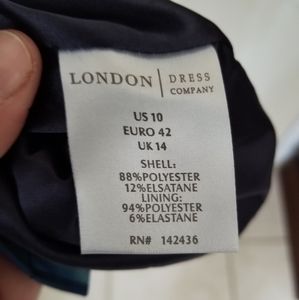 LONDON | DRESS
COMPANY
US 10
EURO 42
UK 14
SHELL:
88%POLYESTER
12%ELSATANE
LINING:
94%POLYESTER
6%ELASTANE
RN# 142436